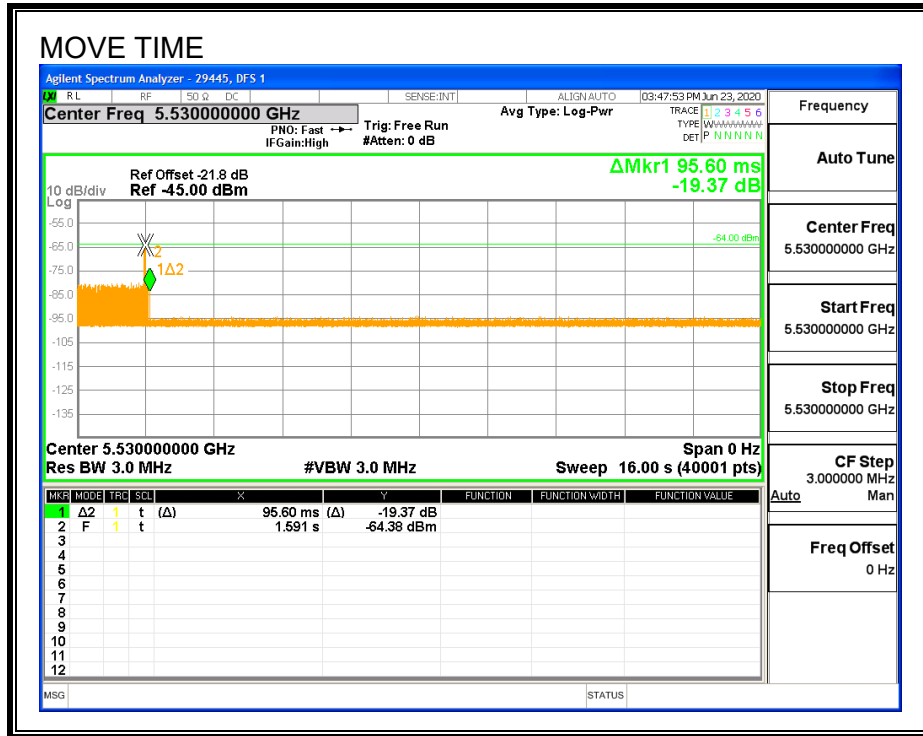 MOVE TIME
Agilent Spectrum Analyzer - 29445, DFS 1
LXI RL RF 50 Ω DC SENSE:INT ALIGN AUTO 03:47:53 PM Jun 23, 2020
Center Freq 5.530000000 GHz
PNO: Fast
IFGain:High
Trig: Free Run
#Atten: 0 dB
Avg Type: Log-Pwr
TRACE 1 2 3 4 5 6
TYPE WWWWWW
DET P N N N N N
ΔMkr1 95.60 ms
-19.37 dB
Ref Offset -21.8 dB
10 dB/div Ref -45.00 dBm
Log
-55.0
-65.0
-75.0
-85.0
-95.0
-105
-115
-125
-135
-64.00 dBm
2
1Δ2
Center 5.530000000 GHz Span 0 Hz
Res BW 3.0 MHz #VBW 3.0 MHz Sweep 16.00 s (40001 pts)
MKR MODE TRC SCL X Y FUNCTION FUNCTION WIDTH FUNCTION VALUE
1 Δ2 1 t (Δ) 95.60 ms (Δ) -19.37 dB
2 F 1 t 1.591 s -64.38 dBm
3
4
5
6
7
8
9
10
11
12
MSG STATUS
Frequency
Auto Tune
Center Freq
5.530000000 GHz
Start Freq
5.530000000 GHz
Stop Freq
5.530000000 GHz
CF Step
3.000000 MHz
Auto Man
Freq Offset
0 Hz